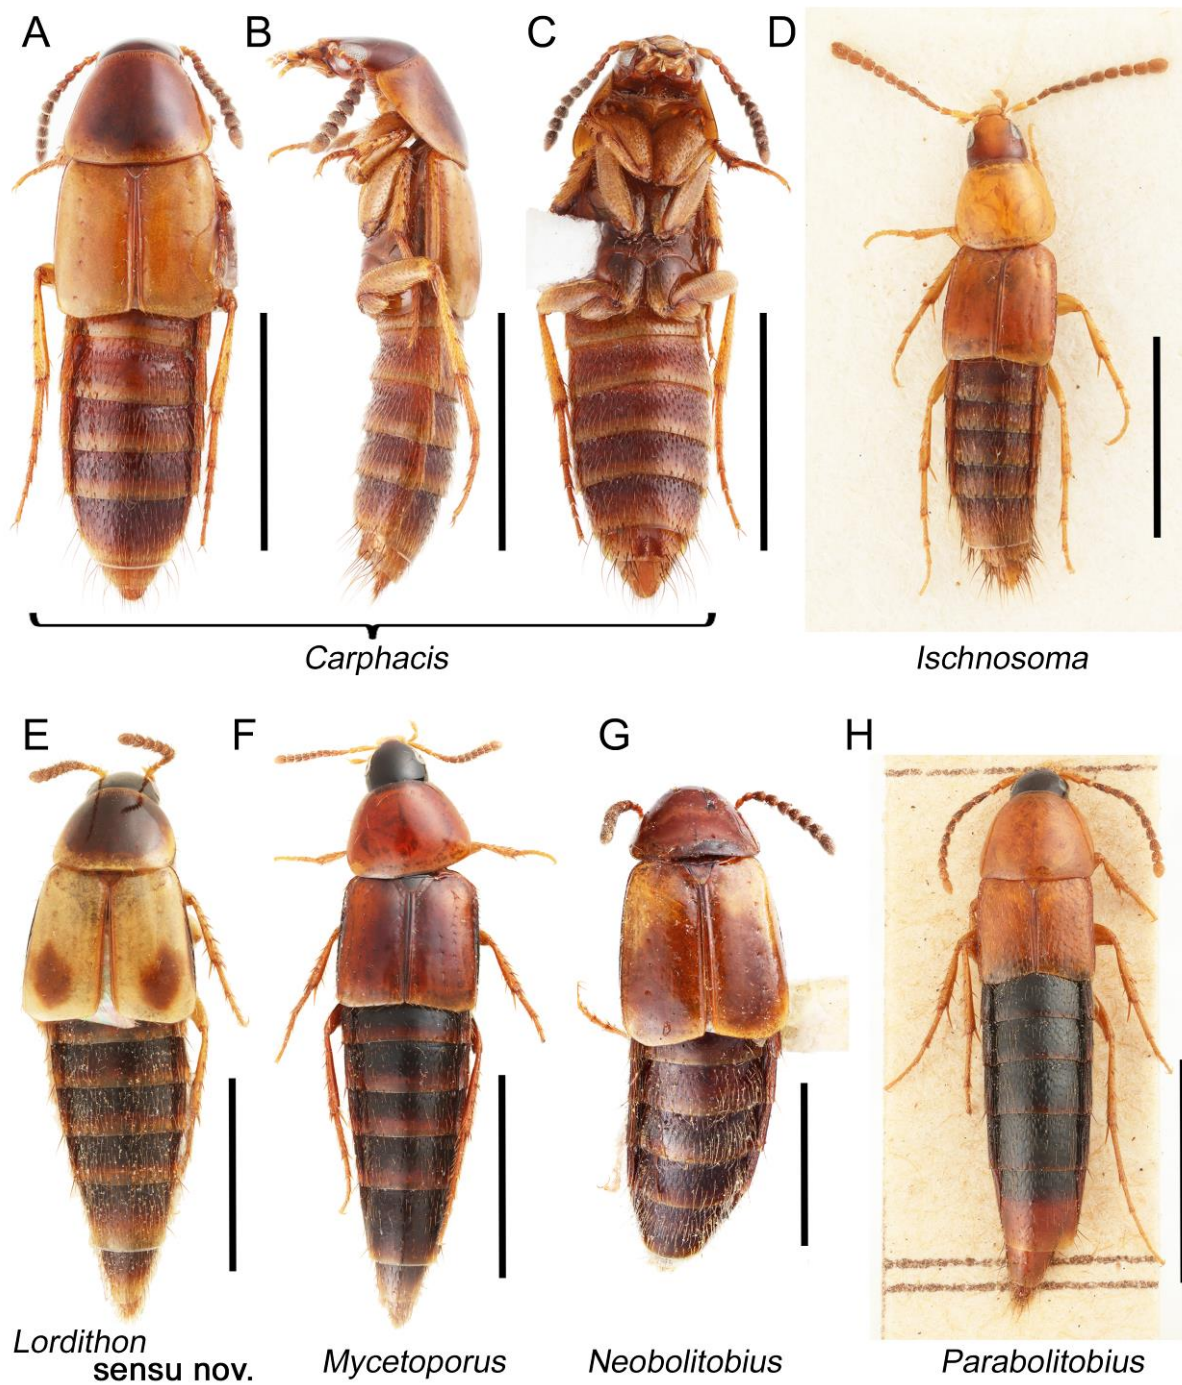 A B C D
Carphacis
Ischnosoma
E F G H
Lordithon
sensu nov.
Mycetoporus
Neobolitobius
Parabolitobius